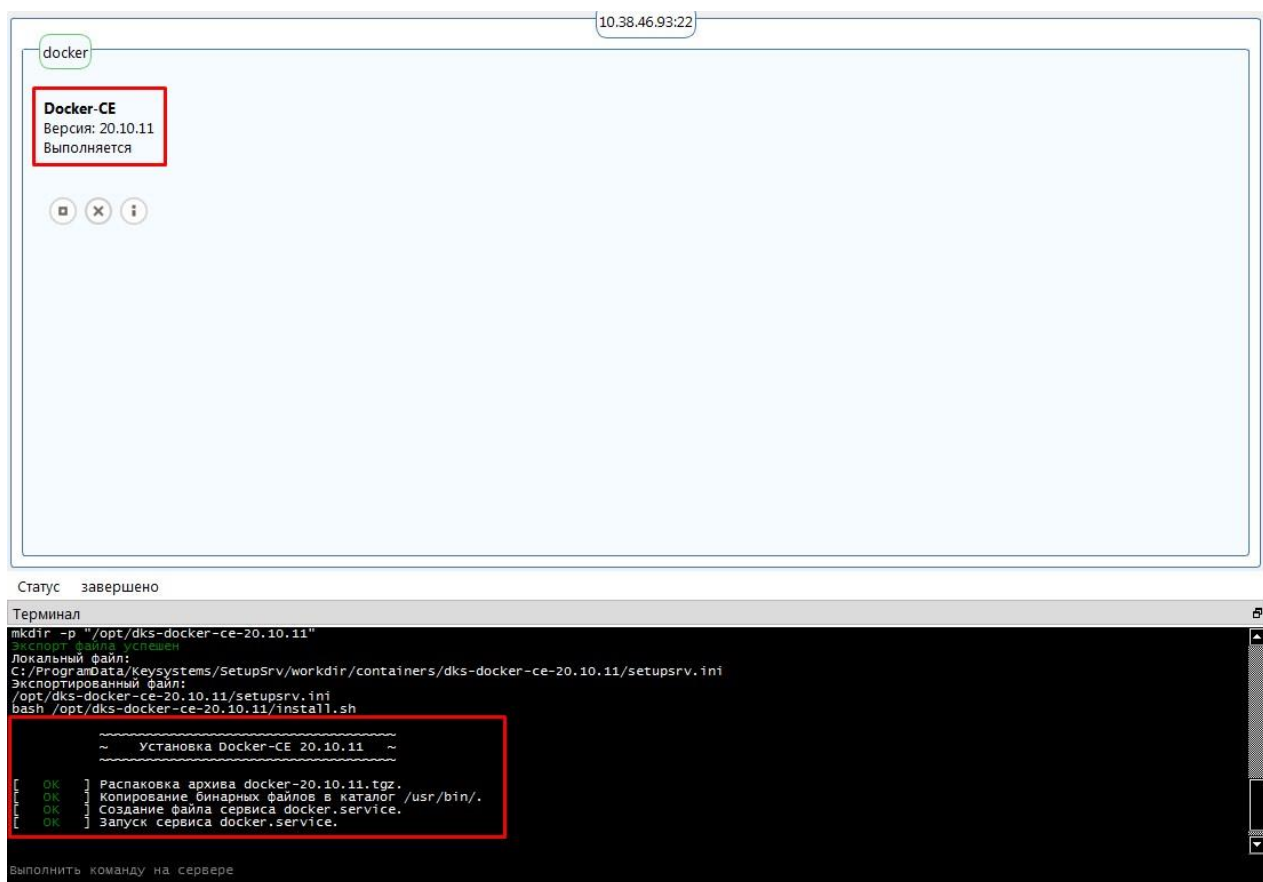 10.38.46.93:22
docker
Docker-CE
Версия: 20.10.11
Выполняется
Статус завершено
Терминал
mkdir -p "/opt/dks-docker-ce-20.10.11"
Экспорт файла успешен
Локальный файл:
C:/ProgramData/Keysystems/SetupSrv/workdir/containers/dks-docker-ce-20.10.11/setupsrv.ini
Экспортированный файл:
/opt/dks-docker-ce-20.10.11/setupsrv.ini
bash /opt/dks-docker-ce-20.10.11/install.sh
~~~~~~~~~~~~~~~~~~~~~~~~~~~~~~~~~~~~~
~ Установка Docker-CE 20.10.11 ~
~~~~~~~~~~~~~~~~~~~~~~~~~~~~~~~~~~~~~
[ OK ] Распаковка архива docker-20.10.11.tgz.
[ OK ] Копирование бинарных файлов в каталог /usr/bin/.
[ OK ] Создание файла сервиса docker.service.
[ OK ] Запуск сервиса docker.service.
Выполнить команду на сервере